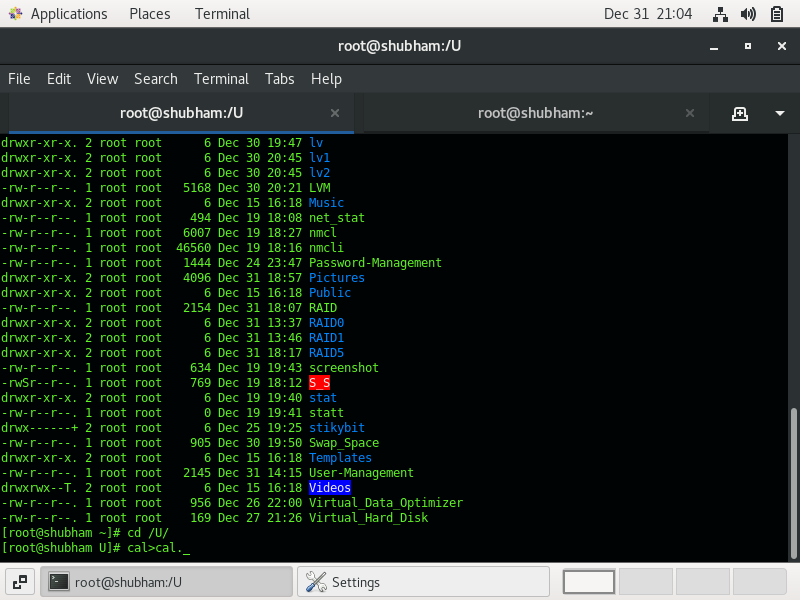 Applications Places Terminal Dec 31 21:04
root@shubham:/U
File Edit View Search Terminal Tabs Help
root@shubham:/U root@shubham:~
drwxr-xr-x. 2 root root 6 Dec 30 19:47 lv
drwxr-xr-x. 2 root root 6 Dec 30 20:45 lv1
drwxr-xr-x. 2 root root 6 Dec 30 20:45 lv2
-rw-r--r--. 1 root root 5168 Dec 30 20:21 LVM
drwxr-xr-x. 2 root root 6 Dec 15 16:18 Music
-rw-r--r--. 1 root root 494 Dec 19 18:08 net_stat
-rw-r--r--. 1 root root 6007 Dec 19 18:27 nmcl
-rw-r--r--. 1 root root 46560 Dec 19 18:16 nmcli
-rw-r--r--. 1 root root 1444 Dec 24 23:47 Password-Management
drwxr-xr-x. 2 root root 4096 Dec 31 18:57 Pictures
drwxr-xr-x. 2 root root 6 Dec 15 16:18 Public
-rw-r--r--. 1 root root 2154 Dec 31 18:07 RAID
drwxr-xr-x. 2 root root 6 Dec 31 13:37 RAID0
drwxr-xr-x. 2 root root 6 Dec 31 13:46 RAID1
drwxr-xr-x. 2 root root 6 Dec 31 18:17 RAID5
-rw-r--r--. 1 root root 634 Dec 19 19:43 screenshot
-rwSr--r--. 1 root root 769 Dec 19 18:12 S_S
drwxr-xr-x. 2 root root 6 Dec 19 19:40 stat
-rw-r--r--. 1 root root 0 Dec 19 19:41 statt
drwx------+ 2 root root 6 Dec 25 19:25 stikybit
-rw-r--r--. 1 root root 905 Dec 30 19:50 Swap_Space
drwxr-xr-x. 2 root root 6 Dec 15 16:18 Templates
-rw-r--r--. 1 root root 2145 Dec 31 14:15 User-Management
drwxrwx--T. 2 root root 6 Dec 15 16:18 Videos
-rw-r--r--. 1 root root 956 Dec 26 22:00 Virtual_Data_Optimizer
-rw-r--r--. 1 root root 169 Dec 27 21:26 Virtual_Hard_Disk
[root@shubham ~]# cd /U/
[root@shubham U]# cal>cal._
root@shubham:/U Settings